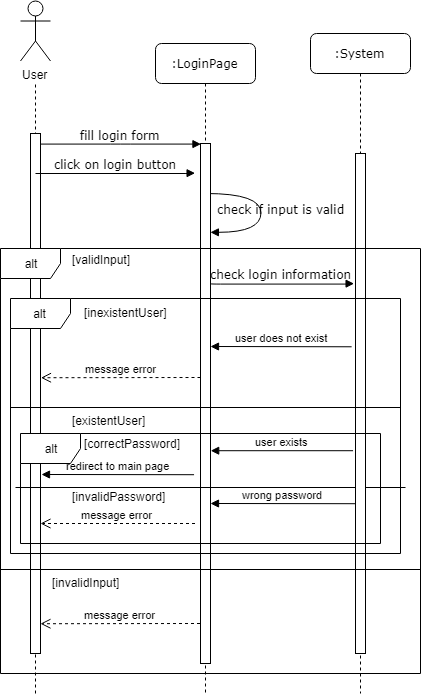 :System
:LoginPage
User
fill login form
click on login button
check if input is valid
alt
[validInput]
check login information
alt
[inexistentUser]
user does not exist
message error
[existentUser]
alt
[correctPassword]
user exists
redirect to main page
[invalidPassword]
wrong password
message error
[invalidInput]
message error